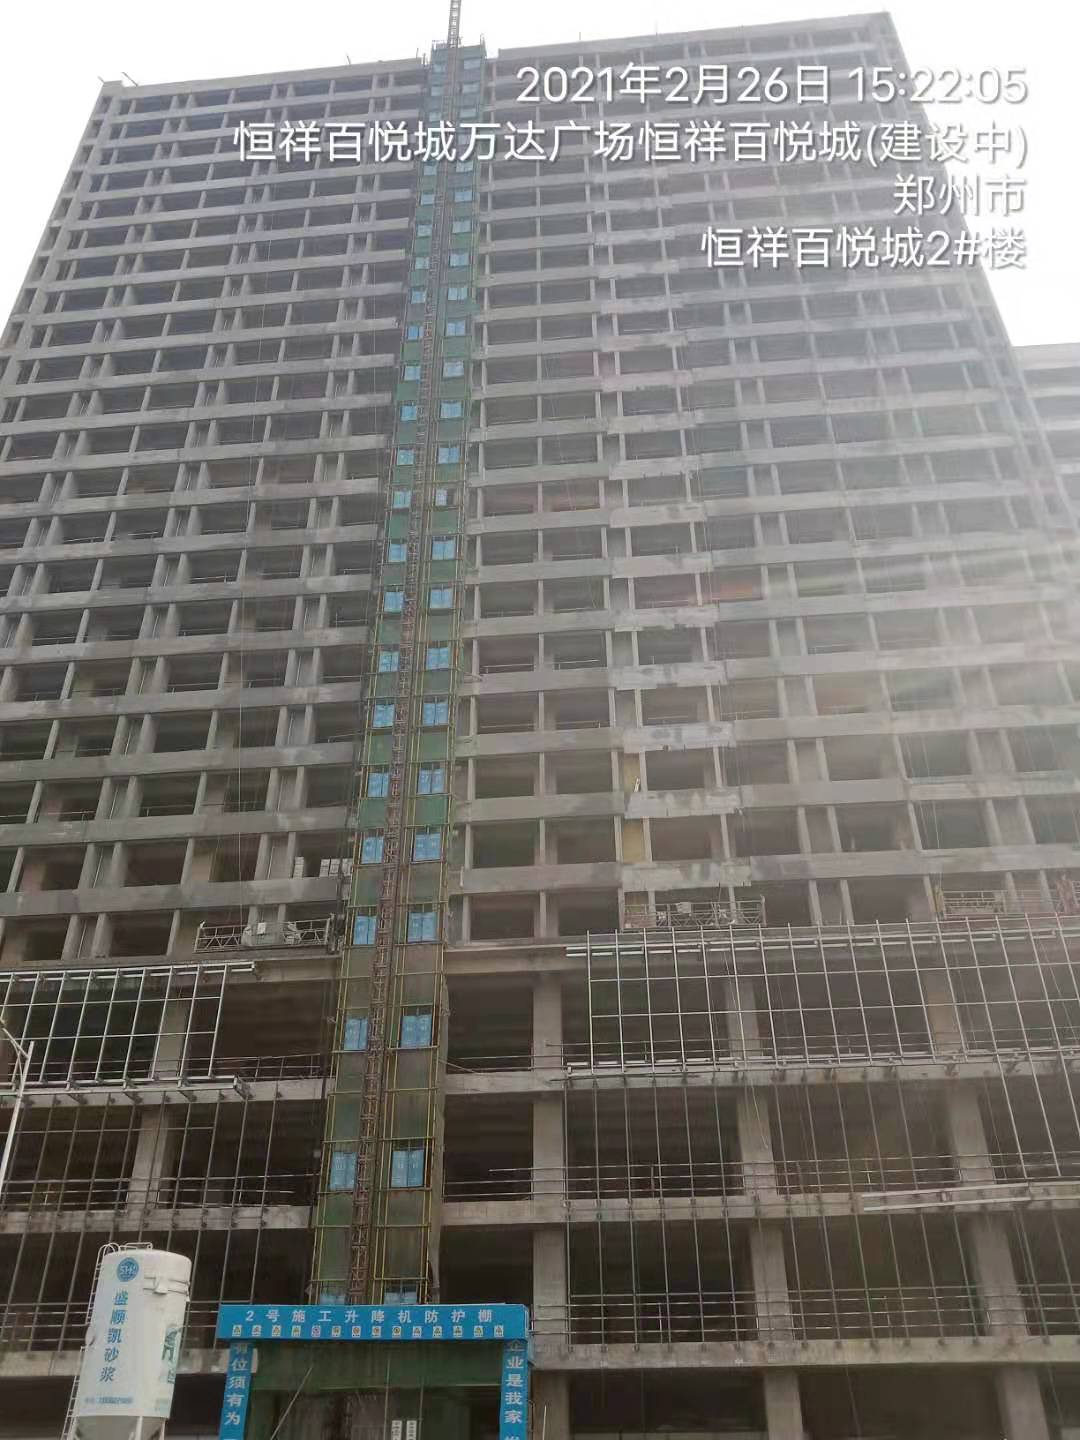 2021年2月26日 15:22:05
恒祥百悦城万达广场恒祥百悦城(建设中)
郑州市
恒祥百悦城2#楼
2号施工升降机防护棚
有位须有为
企业是我家
盛顺凯砂浆